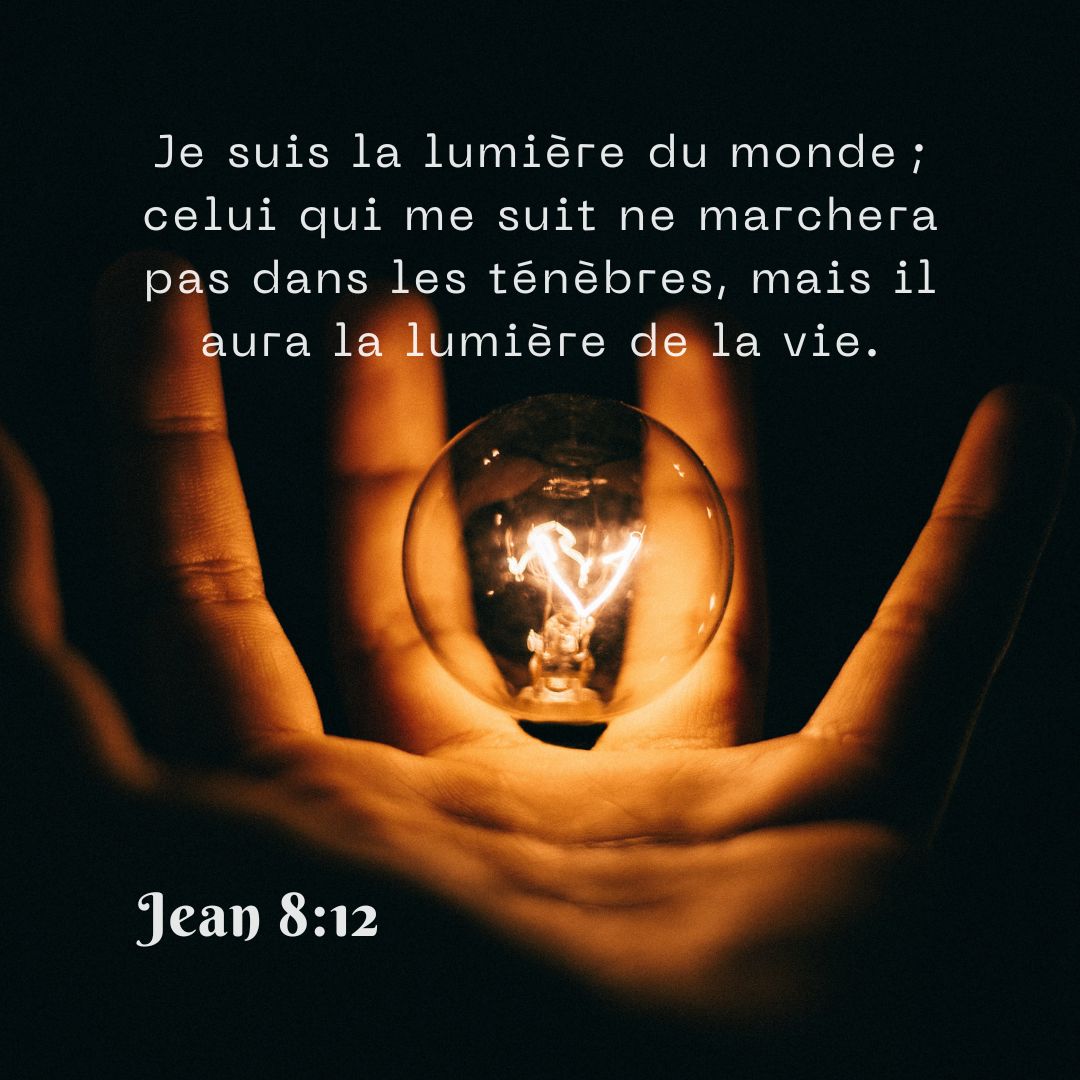 Je suis la lumière du monde ;
celui qui me suit ne marchera
pas dans les ténèbres, mais il
aura la lumière de la vie.
Jean 8:12